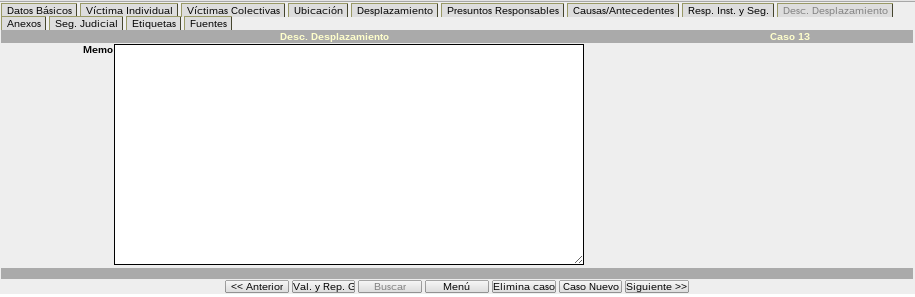 Datos Básicos Víctima Individual Víctimas Colectivas Ubicación Desplazamiento Presuntos Responsables Causas/Antecedentes Resp. Inst. y Seg. Desc. Desplazamiento
Anexos Seg. Judicial Etiquetas Fuentes
Desc. Desplazamiento Caso 13
Memo
<< Anterior Val. y Rep. G Buscar Menú Elimina caso Caso Nuevo Siguiente >>